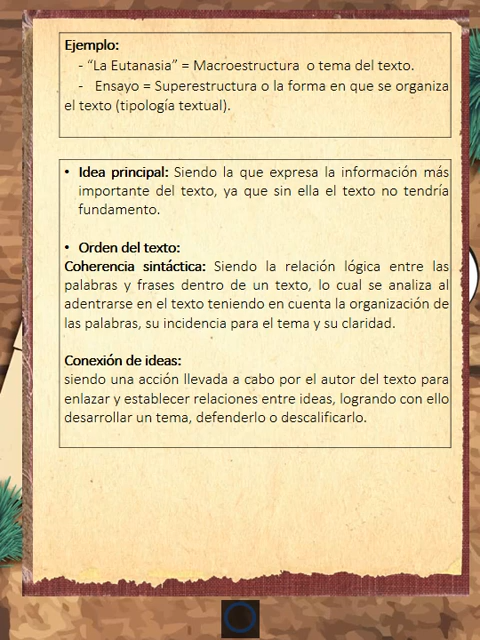 Ejemplo:
- “La Eutanasia” = Macroestructura o tema del texto.
- Ensayo = Superestructura o la forma en que se organiza
el texto (tipología textual).
• Idea principal: Siendo la que expresa la información más
importante del texto, ya que sin ella el texto no tendría
fundamento.
• Orden del texto:
Coherencia sintáctica: Siendo la relación lógica entre las
palabras y frases dentro de un texto, lo cual se analiza al
adentrarse en el texto teniendo en cuenta la organización de
las palabras, su incidencia para el tema y su claridad.
Conexión de ideas:
siendo una acción llevada a cabo por el autor del texto para
enlazar y establecer relaciones entre ideas, logrando con ello
desarrollar un tema, defenderlo o descalificarlo.